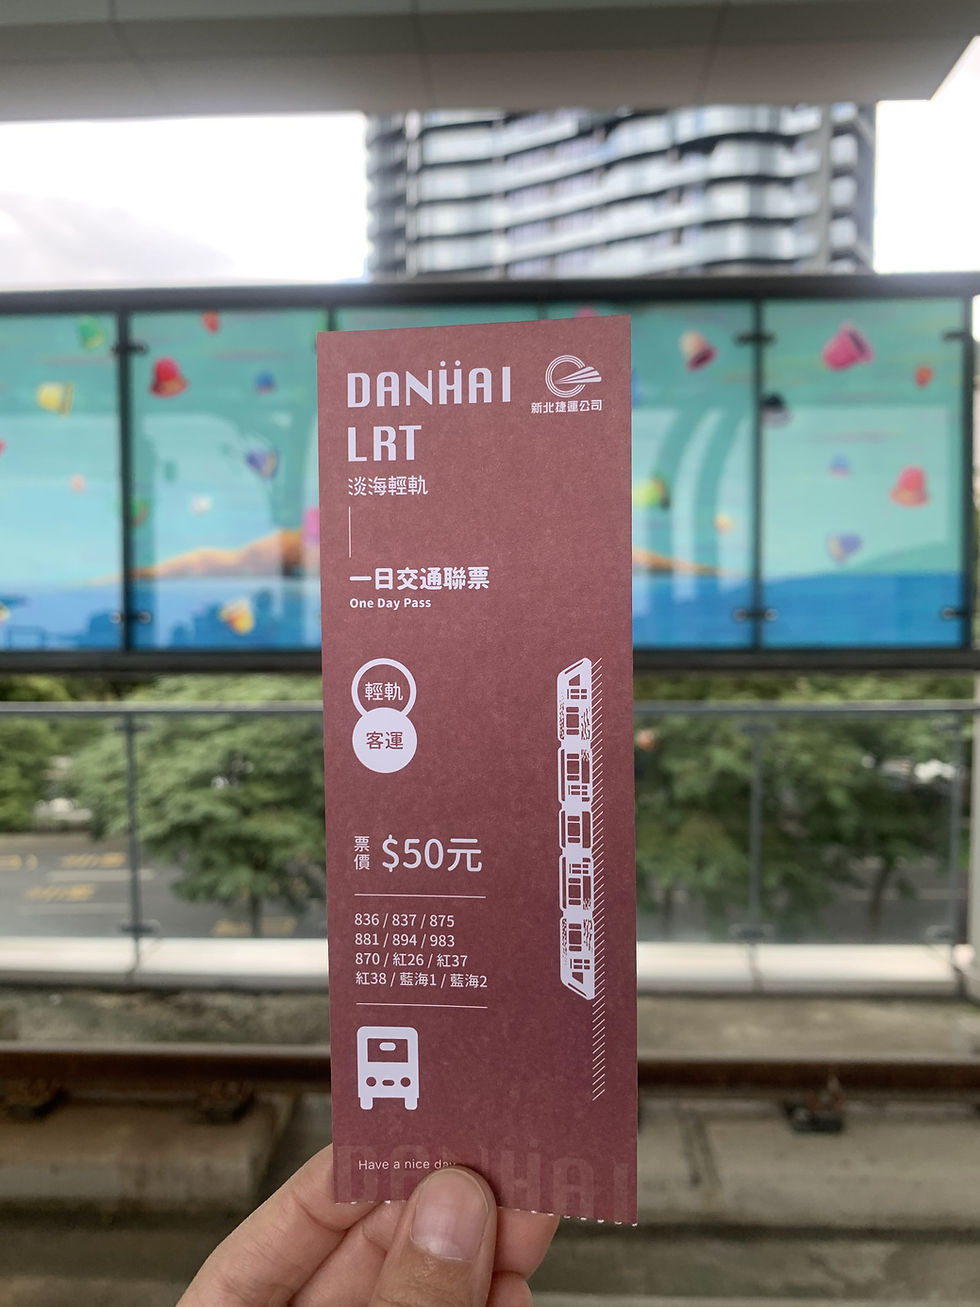 DANHAI
新北捷運公司
LRT
淡海輕軌
一日交通聯票
One Day Pass
輕軌
客運
票價 $50元
836 / 837 / 875
881 / 894 / 983
870 / 紅26 / 紅37
紅38 / 藍海1 / 藍海2
Have a nice day
DANHAI